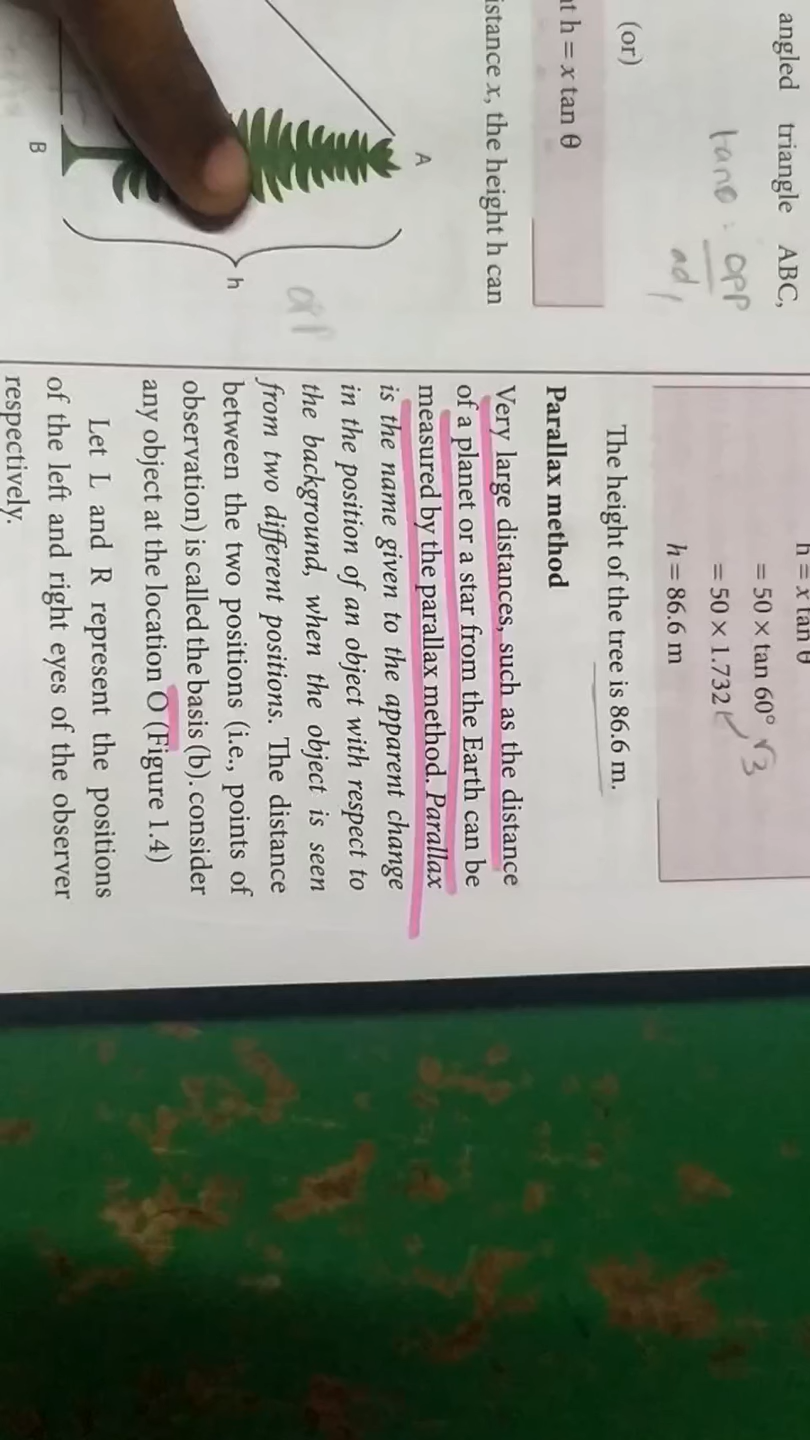 angled triangle ABC,
tanθ = opp
adj
(or)
h = x tan θ
istance x, the height h can
A
B
h
opp
h = x tan θ
= 50 × tan 60° √3
= 50 × 1.732
h = 86.6 m
The height of the tree is 86.6 m.
Parallax method
Very large distances, such as the distance
of a planet or a star from the Earth can be
measured by the parallax method. Parallax
is the name given to the apparent change
in the position of an object with respect to
the background, when the object is seen
from two different positions. The distance
between the two positions (i.e., points of
observation) is called the basis (b). consider
any object at the location O (Figure 1.4)
Let L and R represent the positions
of the left and right eyes of the observer
respectively.